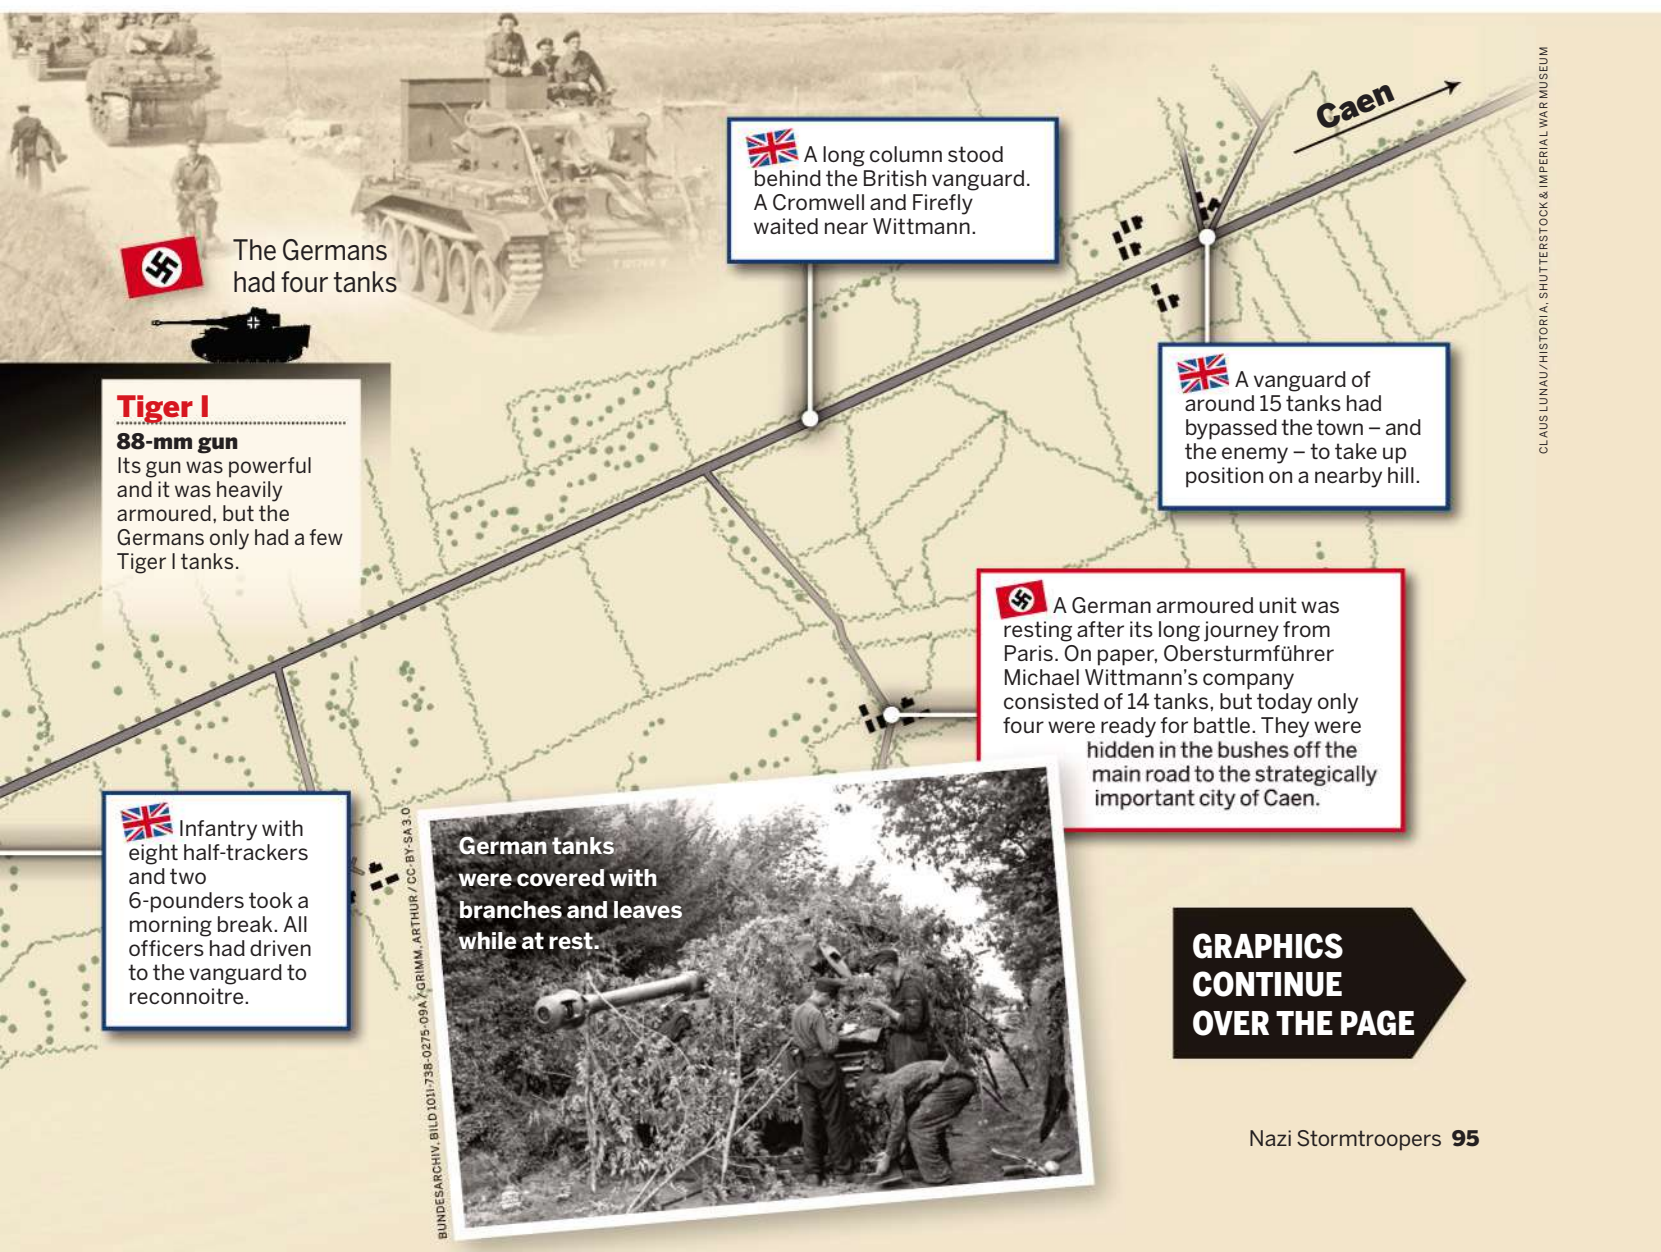 The Germans
had four tanks
Tiger I
88-mm gun
Its gun was powerful
and it was heavily
armoured, but the
Germans only had a few
Tiger I tanks.
A long column stood
behind the British vanguard.
A Cromwell and Firefly
waited near Wittmann.
Caen
A vanguard of
around 15 tanks had
bypassed the town – and
the enemy – to take up
position on a nearby hill.
A German armoured unit was
resting after its long journey from
Paris. On paper, Obersturmführer
Michael Wittmann's company
consisted of 14 tanks, but today only
four were ready for battle. They were
hidden in the bushes off the
main road to the strategically
important city of Caen.
Infantry with
eight half-trackers
and two
6-pounders took a
morning break. All
officers had driven
to the vanguard to
reconnoitre.
German tanks
were covered with
branches and leaves
while at rest.
BUNDESARCHIV, BILD 101I-738-0275-09A / GRIMM, ARTHUR / CC-BY-SA 3.0
GRAPHICS
CONTINUE
OVER THE PAGE
CLAUS LUNAU/HISTORIA, SHUTTERSTOCK & IMPERIAL WAR MUSEUM
Nazi Stormtroopers 95